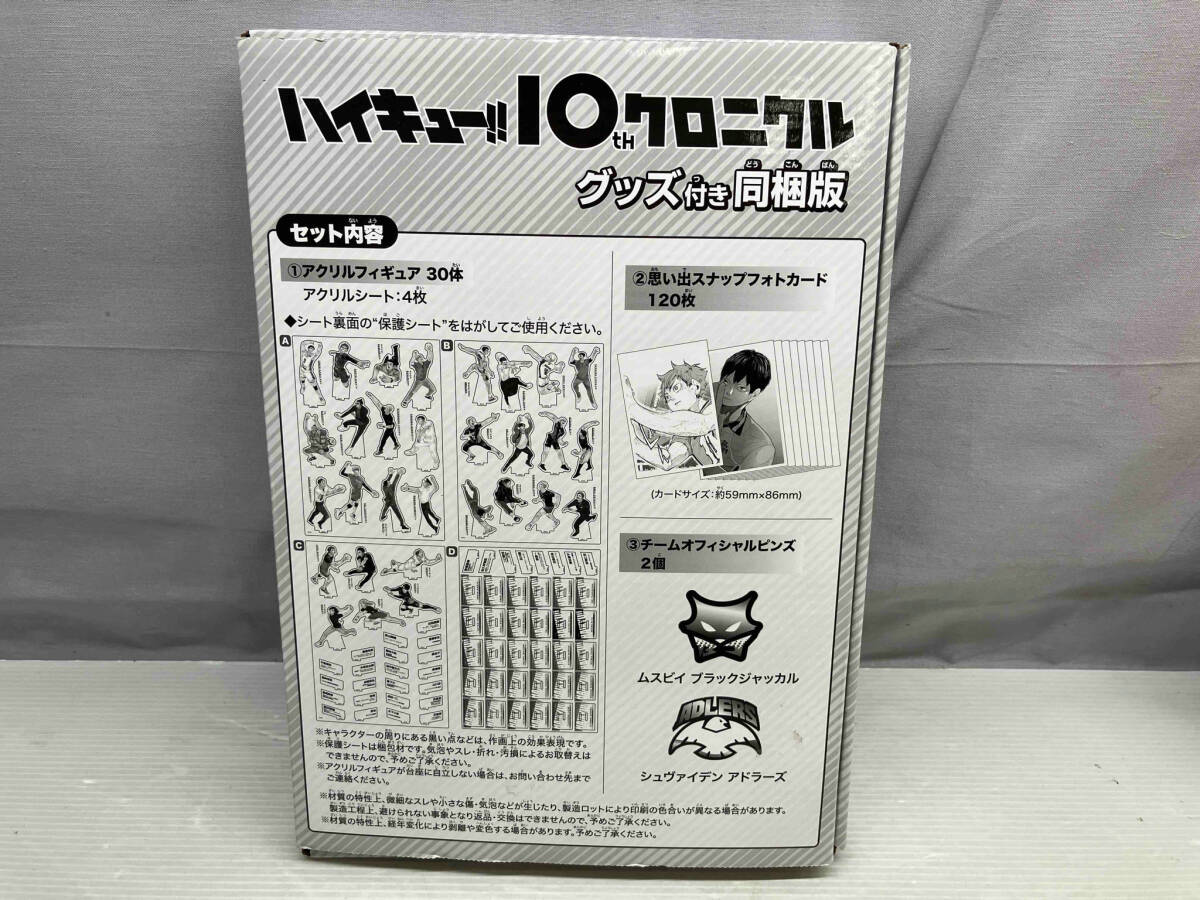 ハイキュー!! 10th クロニクル
グッズ付き同梱版
セット内容
①アクリルフィギュア 30体
アクリルシート:4枚
◆シート裏面の“保護シート”をはがしてご使用ください。
A
B
C
D
※キャラクターの周りにある黒い点などは、作画上の効果表現です。
※保護シートは梱包材です。気泡やスレ・折れ・汚損によるお取替えは
できませんので、予めご了承ください。
※アクリルフィギュアが台座に自立しない場合は、お問い合わせ先まで
ご連絡ください。
②思い出スナップフォトカード
120枚
(カードサイズ:約59mm×86mm)
③チームオフィシャルピンズ
2個
ムスビイ ブラックジャッカル
ADLERS
シュヴァイデン アドラーズ
※材質の特性上、微細なスレや小さな傷・気泡などが生じたり、製造ロットにより印刷の色合いが異なる場合があります。
製造工程上、避けられない事象となり返品・交換はできませんので、予めご了承ください。
※材質の特性上、経年変化により剥離や変色する場合があります。予めご了承ください。